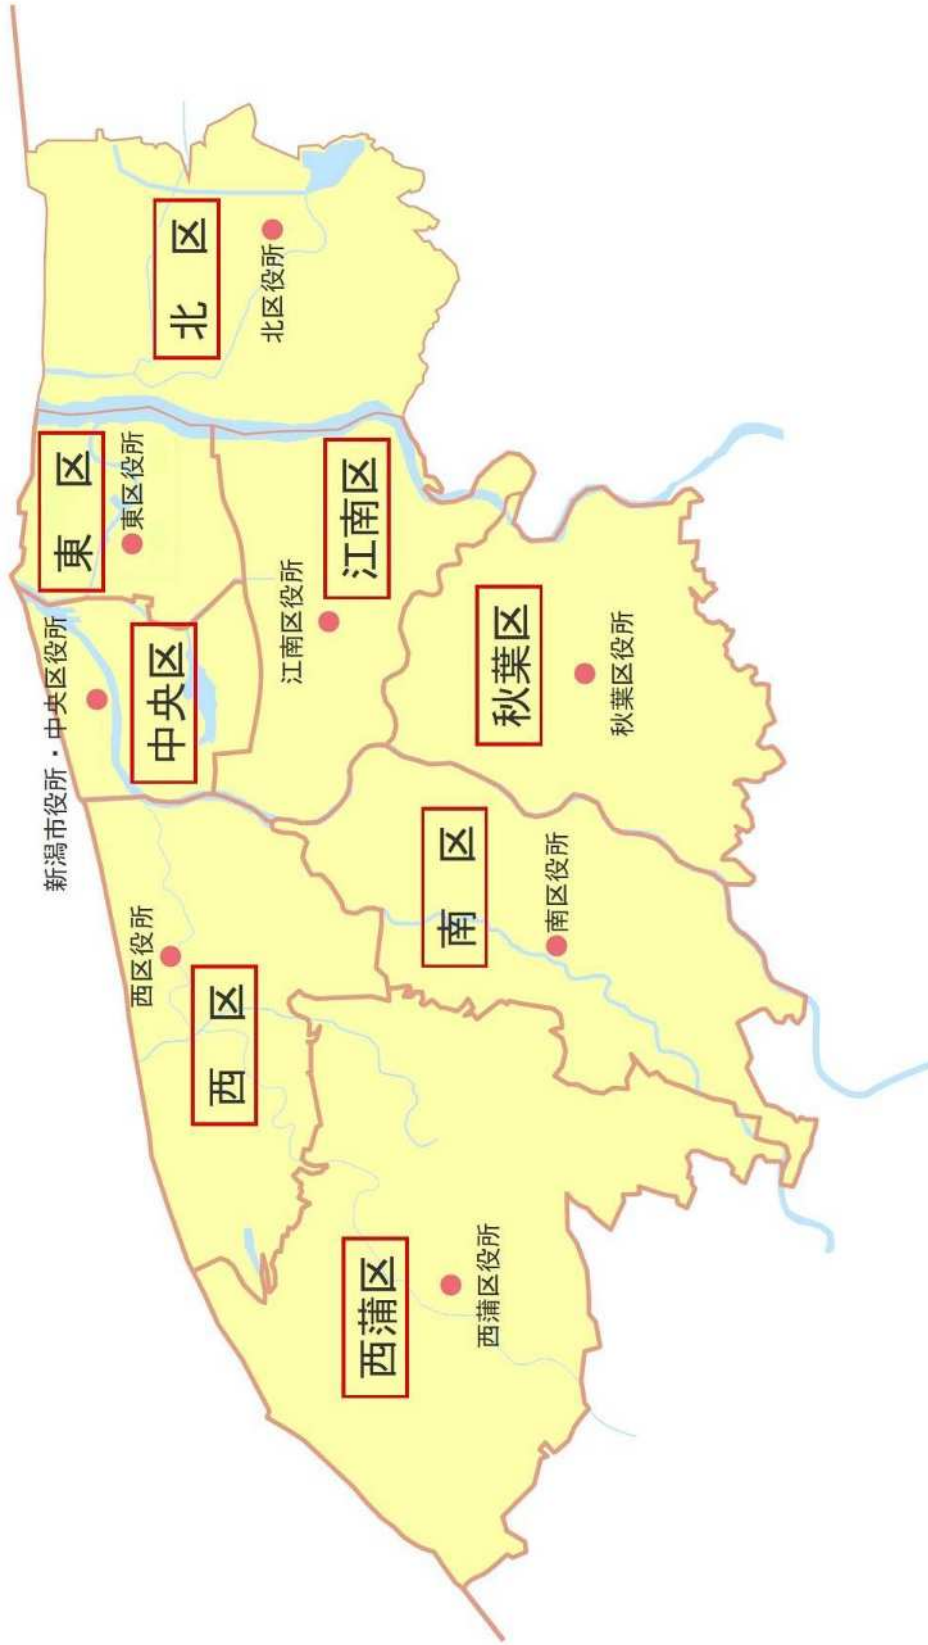 北区
北区役所
東区
東区役所
新潟市役所・中央区役所
中央区
江南区役所
江南区
秋葉区
秋葉区役所
南区
南区役所
西区役所
西区
西蒲区
西蒲区役所